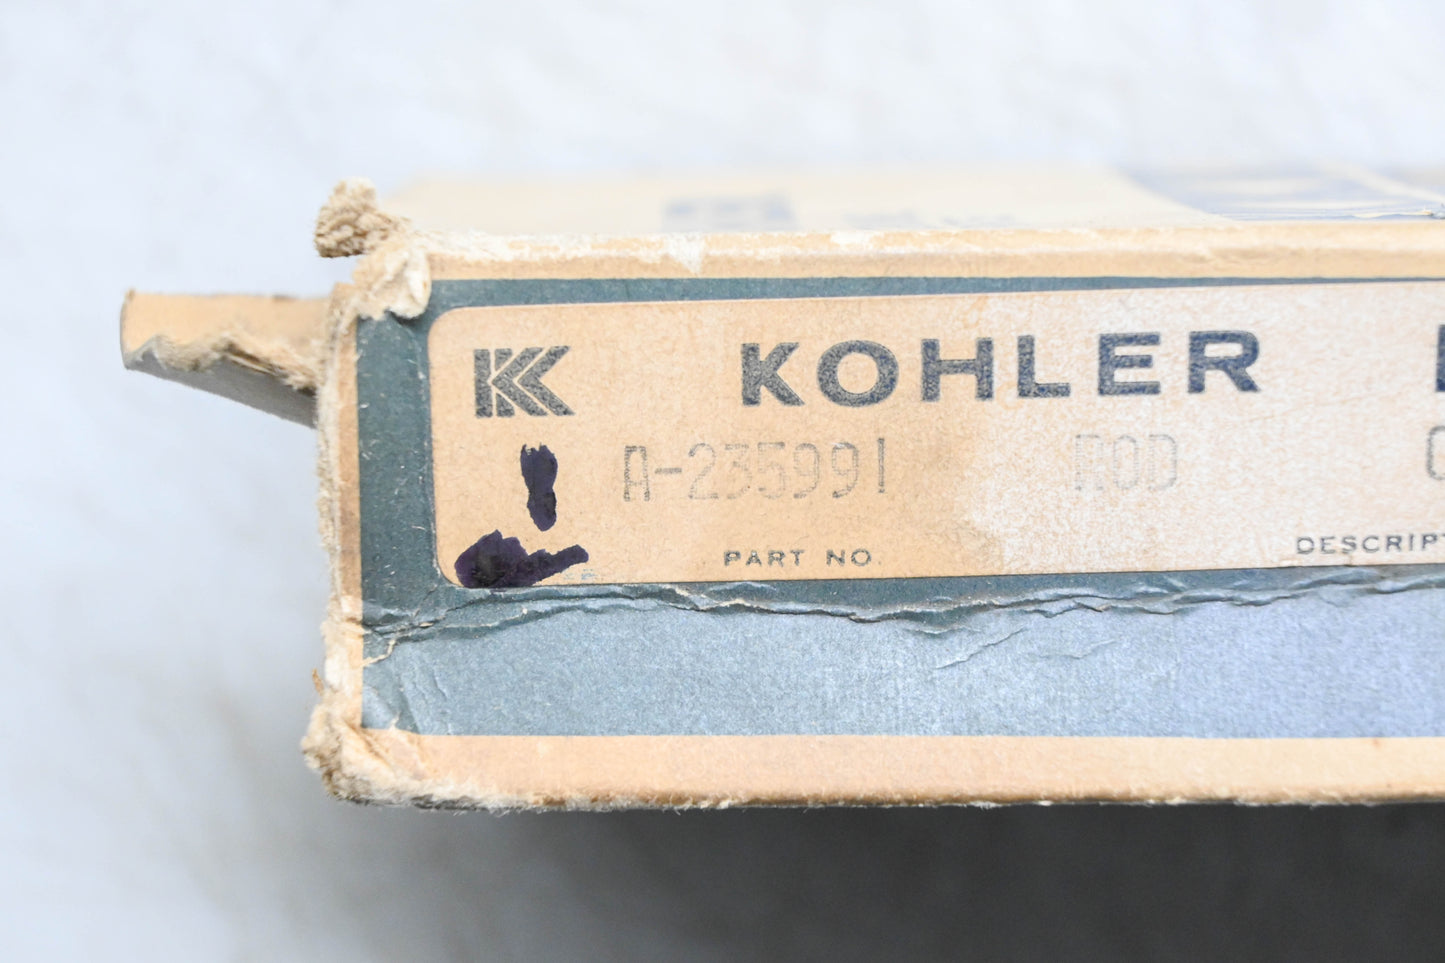 K KOHLER
A-235991 ROD
PART NO. DESCRIPT